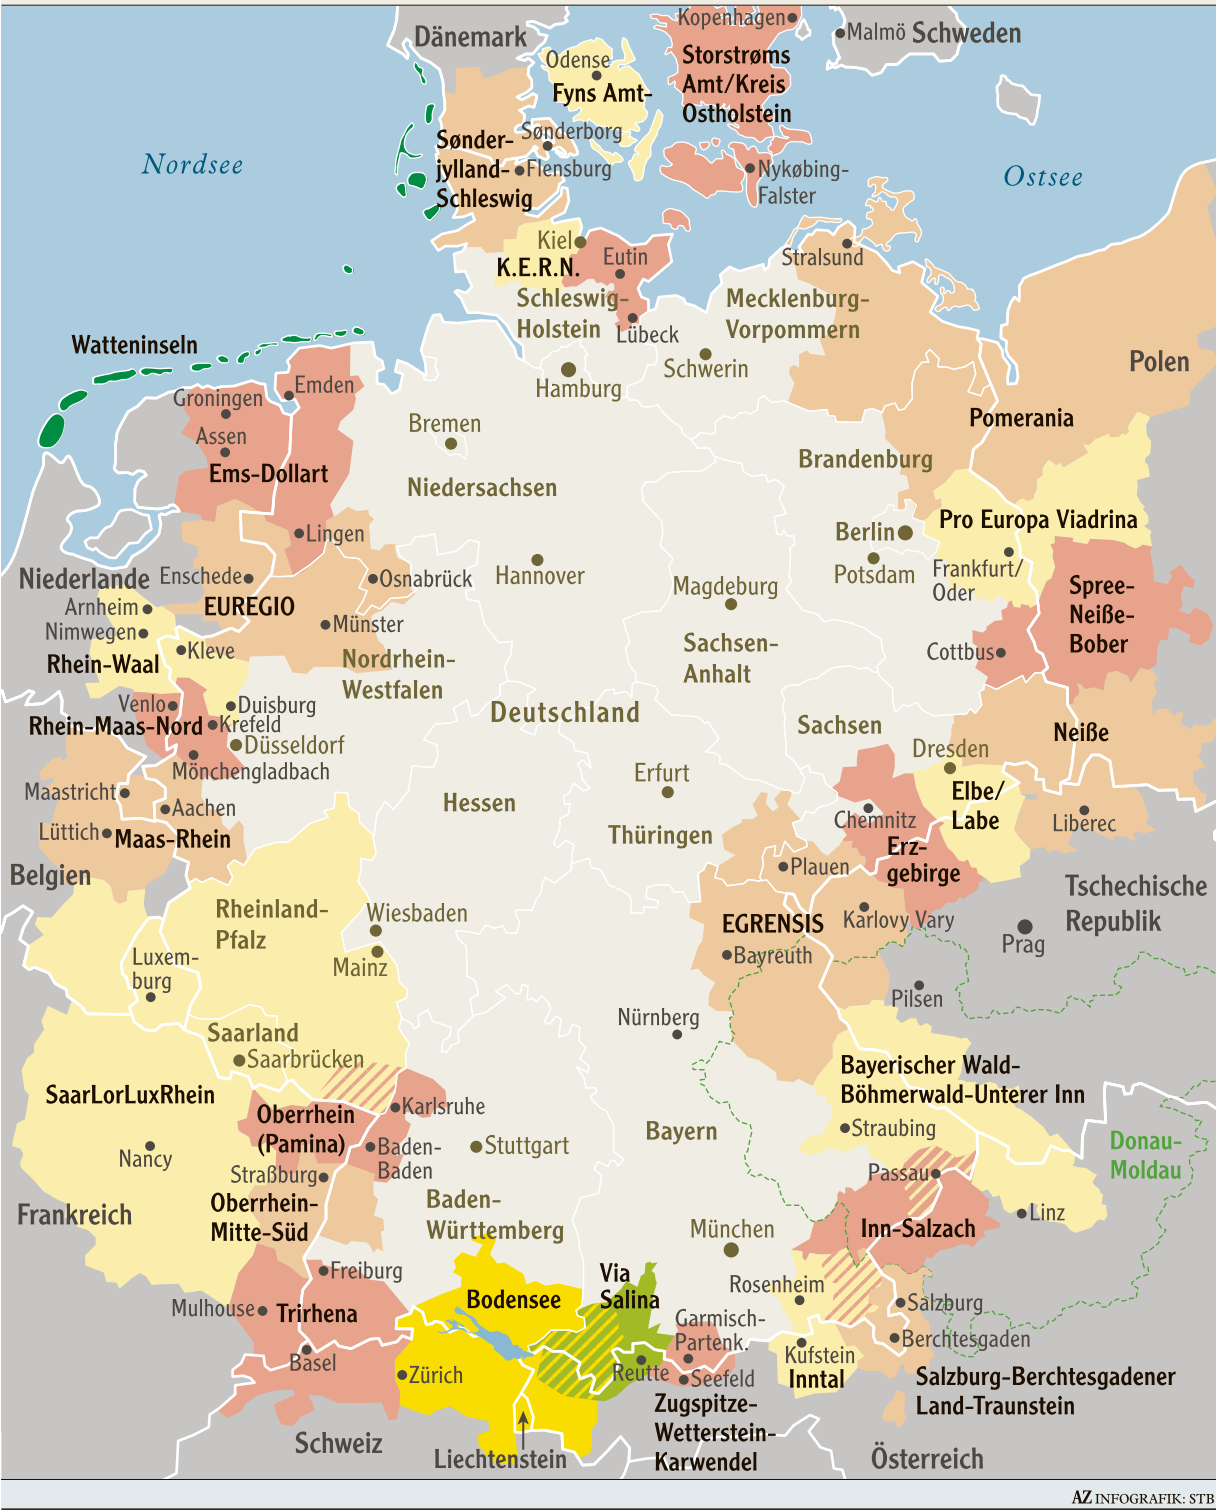 Kopenhagen
Dänemark
Malmö
Schweden
Storstrøms
Amt/Kreis
Ostholstein
Odense
Fyns Amt-
Sønderborg
Sønder-
jylland-
Schleswig
Flensburg
Nordsee
Nykøbing-
Falster
Ostsee
Kiel
K.E.R.N.
Eutin
Stralsund
Schleswig-
Holstein
Lübeck
Mecklenburg-
Vorpommern
Watteninseln
Schwerin
Polen
Hamburg
Groningen
Emden
Assen
Ems-Dollart
Bremen
Pomerania
Niedersachsen
Brandenburg
Lingen
Berlin
Pro Europa Viadrina
Niederlande
Enschede
Osnabrück
Hannover
Potsdam
Frankfurt/
Oder
Arnheim
EUREGIO
Magdeburg
Spree-
Neiße-
Bober
Nimwegen
Münster
Rhein-Waal
Kleve
Nordrhein-
Westfalen
Sachsen-
Anhalt
Cottbus
Venlo
Duisburg
Rhein-Maas-Nord
Krefeld
Düsseldorf
Deutschland
Sachsen
Neiße
Mönchengladbach
Dresden
Maastricht
Aachen
Hessen
Erfurt
Elbe/
Labe
Lüttich
Maas-Rhein
Thüringen
Chemnitz
Liberec
Erz-
gebirge
Belgien
Plauen
Tschechische
Republik
Rheinland-
Pfalz
Wiesbaden
EGRENSIS
Karlovy Vary
Prag
Luxem-
burg
Mainz
Bayreuth
Pilsen
Saarland
Saarbrücken
Nürnberg
SaarLorLuxRhein
Bayerischer Wald-
Böhmerwald-Unterer Inn
Oberrhein
(Pamina)
Karlsruhe
Nancy
Baden-
Baden
Stuttgart
Bayern
Straubing
Donau-
Moldau
Straßburg
Passau
Frankreich
Oberrhein-
Mitte-Süd
Baden-
Württemberg
München
Inn-Salzach
Linz
Freiburg
Via
Salina
Rosenheim
Mulhouse
Trirhena
Bodensee
Salzburg
Garmisch-
Partenk.
Berchtesgaden
Basel
Zürich
Reutte
Seefeld
Kufstein
Inntal
Salzburg-Berchtesgadener
Land-Traunstein
Zugspitze-
Wetterstein-
Karwendel
Schweiz
Liechtenstein
Österreich
AZ INFOGRAFIK: STB